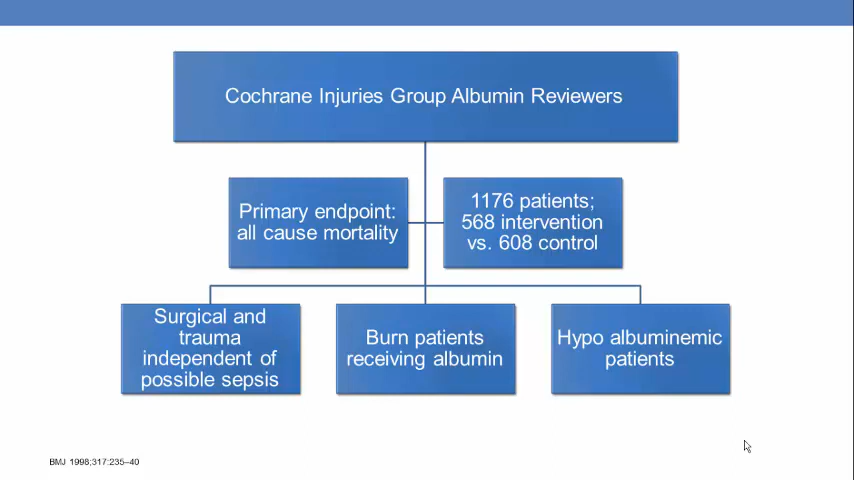 Cochrane Injuries Group Albumin Reviewers
Primary endpoint:
all cause mortality
1176 patients;
568 intervention
vs. 608 control
Surgical and
trauma
independent of
possible sepsis
Burn patients
receiving albumin
Hypo albuminemic
patients
BMJ 1998;317:235–40